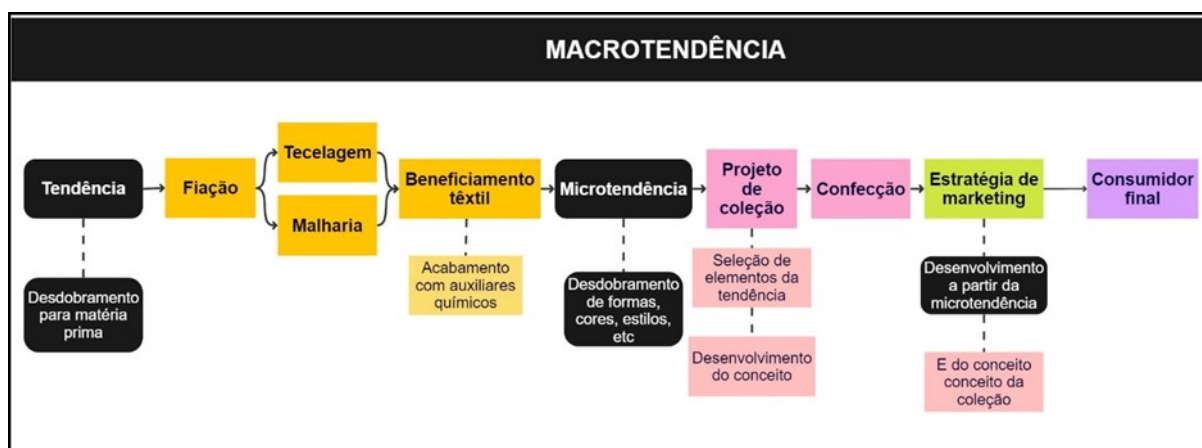 MACROTENDÊNCIA
Tendência
Desdobramento
para matéria
prima
Fiação
Tecelagem
Malharia
Beneficiamento
têxtil
Acabamento
com auxiliares
químicos
Microtendência
Desdobramento
de formas,
cores, estilos,
etc
Projeto
de
coleção
Seleção de
elementos da
tendência
Desenvolvimento
do conceito
Confecção
Estratégia de
marketing
Desenvolvimento
a partir da
microtendência
E do conceito
conceito da
coleção
Consumidor
final